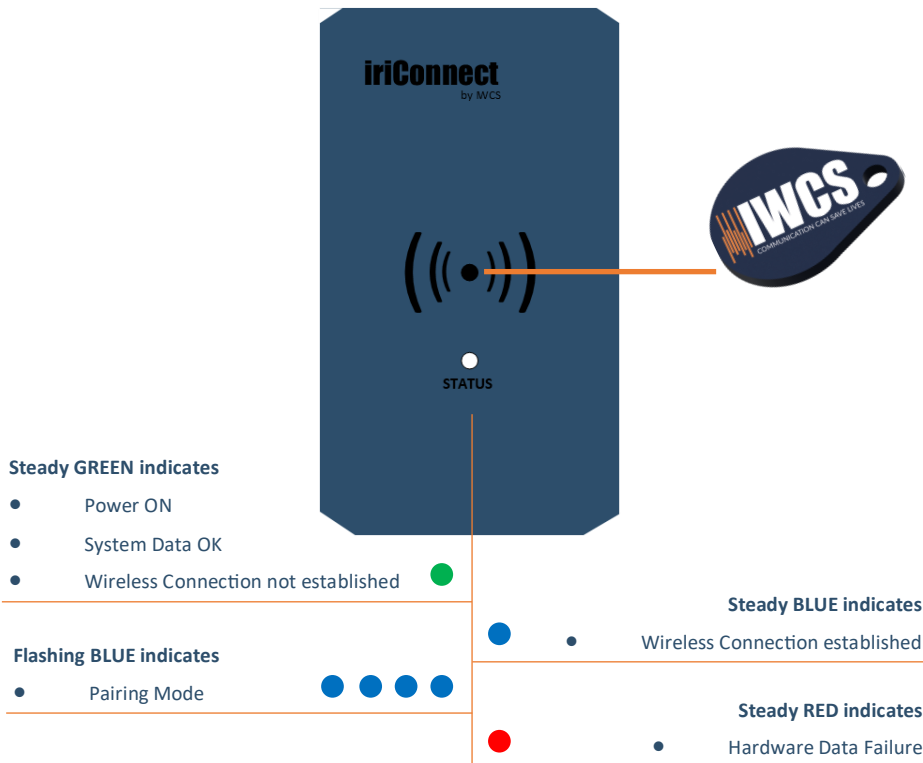 iriConnect
by IWCS
IWCS
COMMUNICATION CAN SAVE LIVES
STATUS
Steady GREEN indicates
● Power ON
● System Data OK
● Wireless Connection not established
Steady BLUE indicates
● Wireless Connection established
Flashing BLUE indicates
● Pairing Mode
Steady RED indicates
● Hardware Data Failure